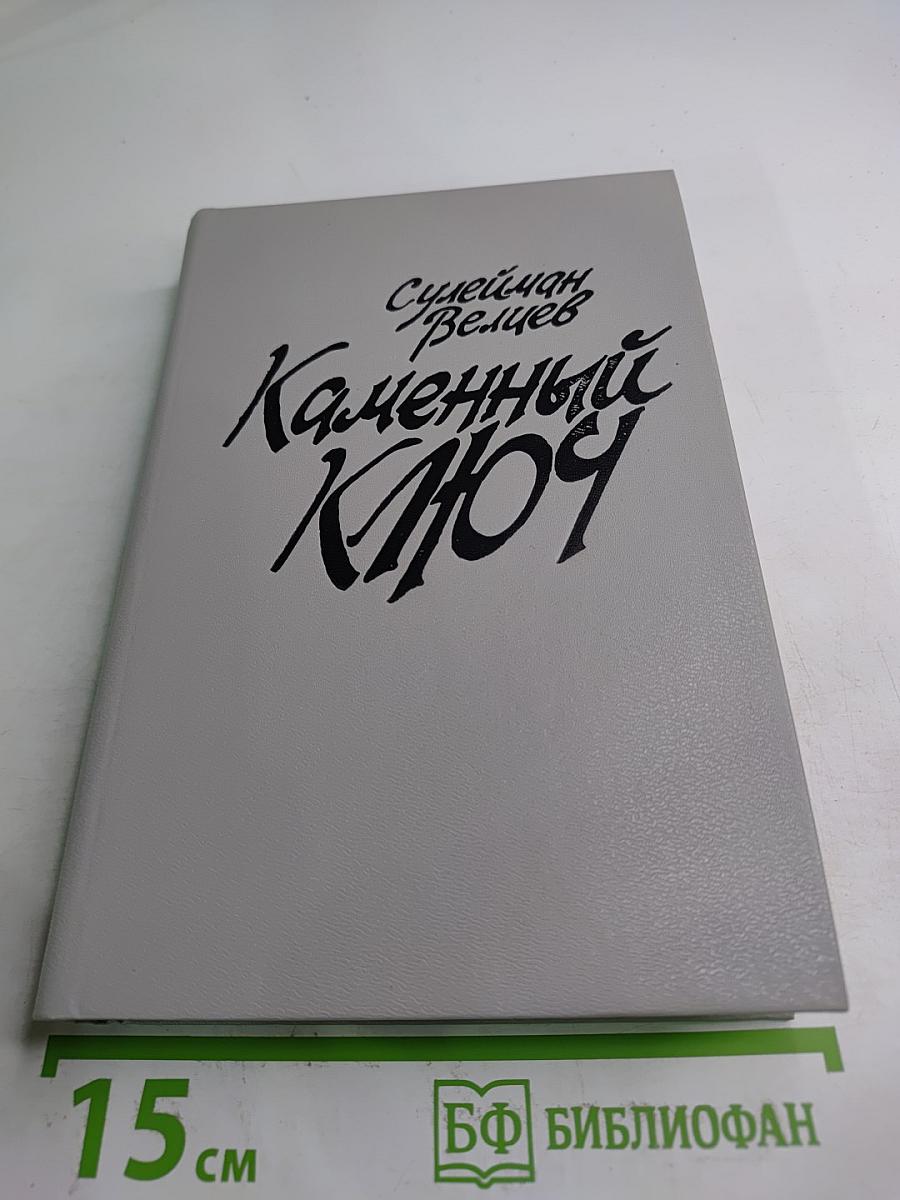 Сулейман
Велиев
Каменный
КЛЮЧ
15 см
БФ БИБЛИОФАН